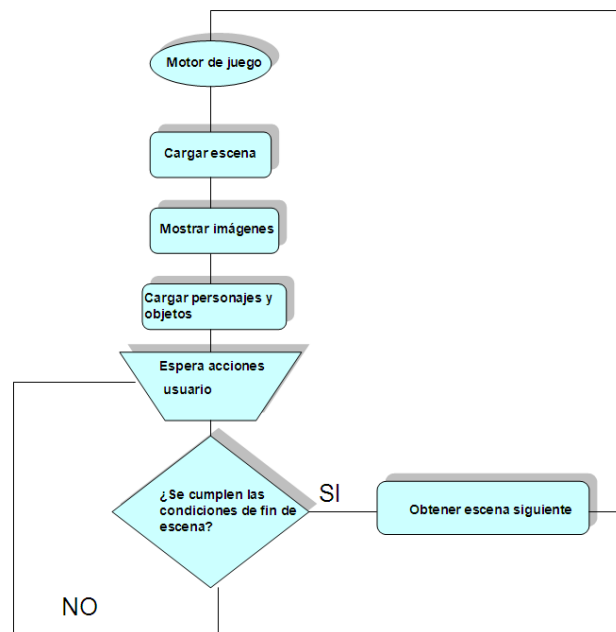 Motor de juego
Cargar escena
Mostrar imágenes
Cargar personajes y
objetos
Espera acciones
usuario
¿Se cumplen las
condiciones de fin de
escena?
SI
Obtener escena siguiente
NO